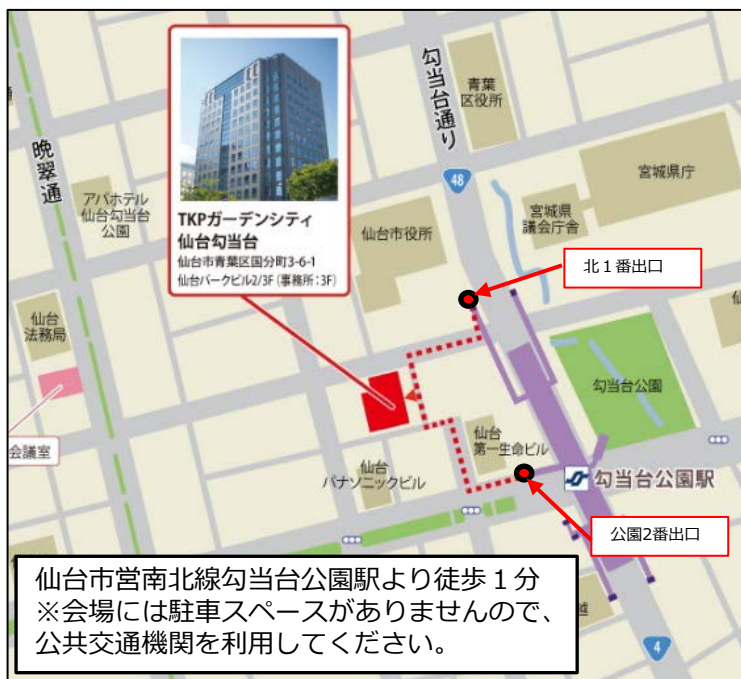 勾当台通り
青葉
区役所
晩翠通
48
宮城県庁
アパホテル
仙台勾当台
公園
TKPガーデンシティ
仙台勾当台
仙台市青葉区国分町3-6-1
仙台パークビル2/3F (事務所:3F)
仙台市役所
宮城県
議会庁舎
北1番出口
仙台
法務局
勾当台公園
会議室
仙台
第一生命ビル
仙台
パナソニックビル
勾当台公園駅
公園2番出口
仙台市営南北線勾当台公園駅より徒歩1分
※会場には駐車スペースがありませんので、
公共交通機関を利用してください。
越
4